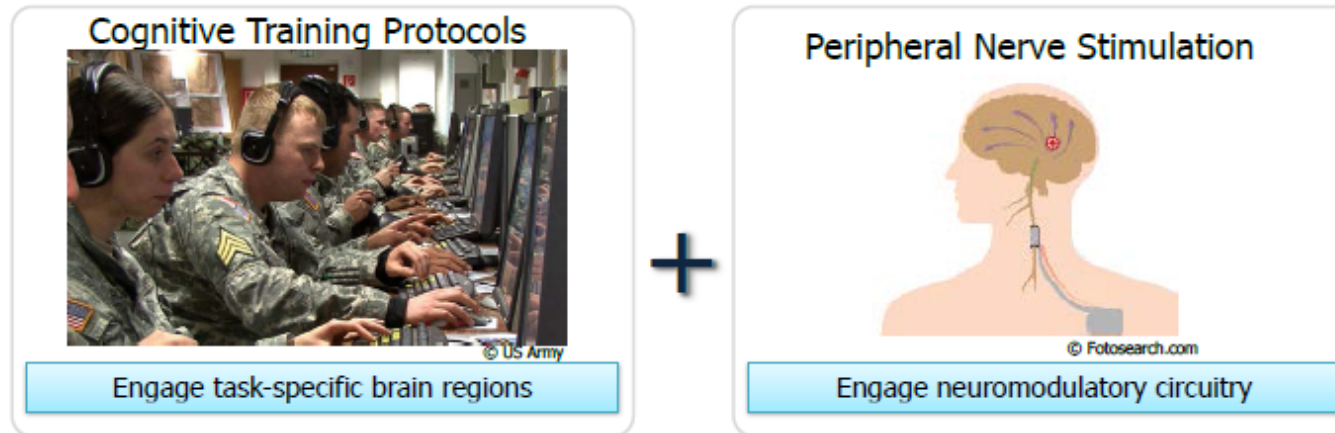 Cognitive Training Protocols
© US Army
Engage task-specific brain regions
+
Peripheral Nerve Stimulation
© Fotosearch.com
Engage neuromodulatory circuitry